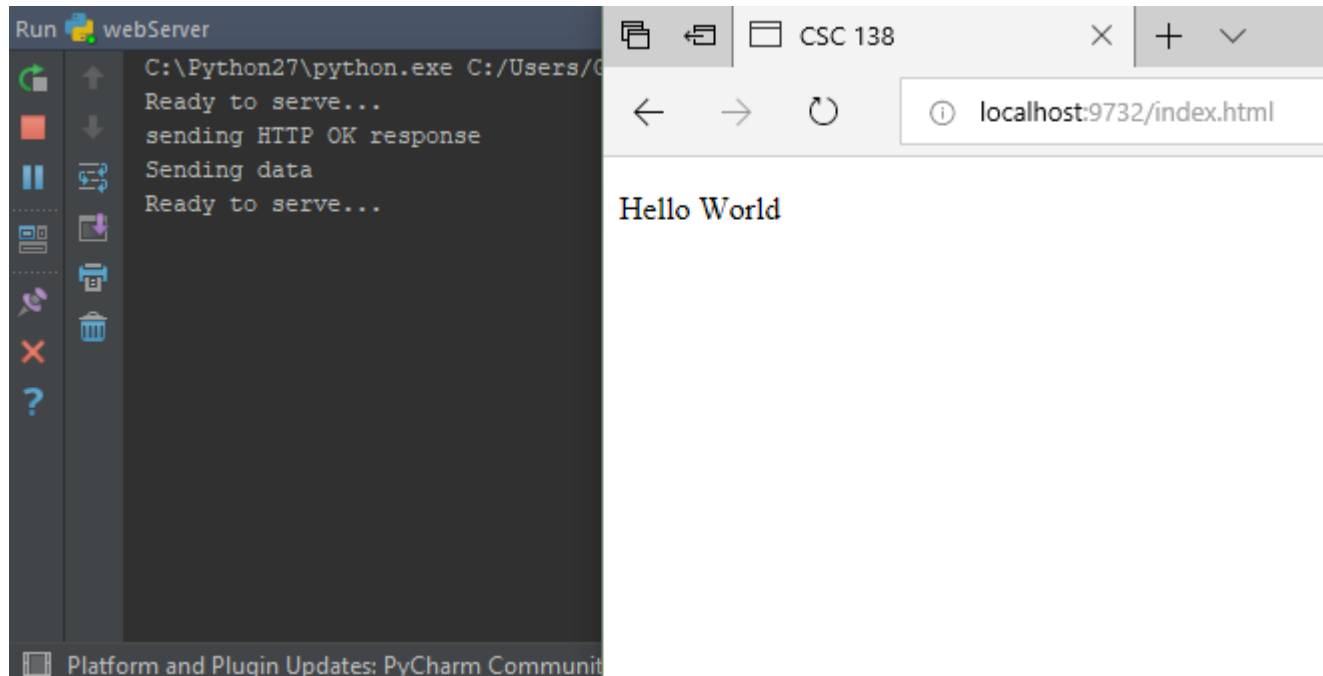 Run webServer
C:\Python27\python.exe C:/Users/
Ready to serve...
sending HTTP OK response
Sending data
Ready to serve...
Platform and Plugin Updates: PyCharm Communit
CSC 138
localhost:9732/index.html
Hello World